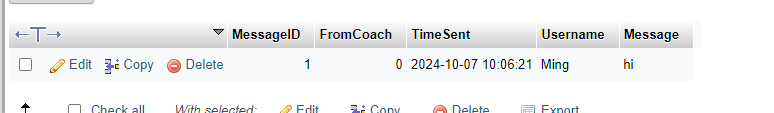 MessageID FromCoach TimeSent Username Message
Edit Copy Delete 1 0 2024-10-07 10:06:21 Ming hi
Check all With selected: Edit Copy Delete Export